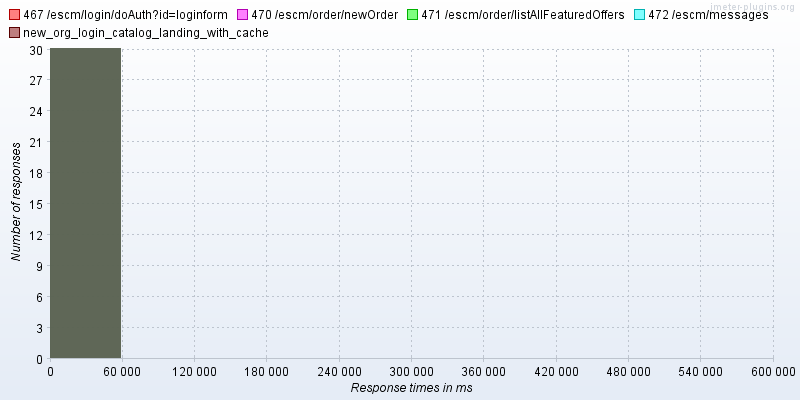 467 /escm/login/doAuth?id=loginform 470 /escm/order/newOrder 471 /escm/order/listAllFeaturedOffers 472 /escm/messages
jmeter-plugins.org
new_org_login_catalog_landing_with_cache
30
27
24
21
18
15
12
9
6
3
0
Number of responses
0 60 000 120 000 180 000 240 000 300 000 360 000 420 000 480 000 540 000 600 000
Response times in ms